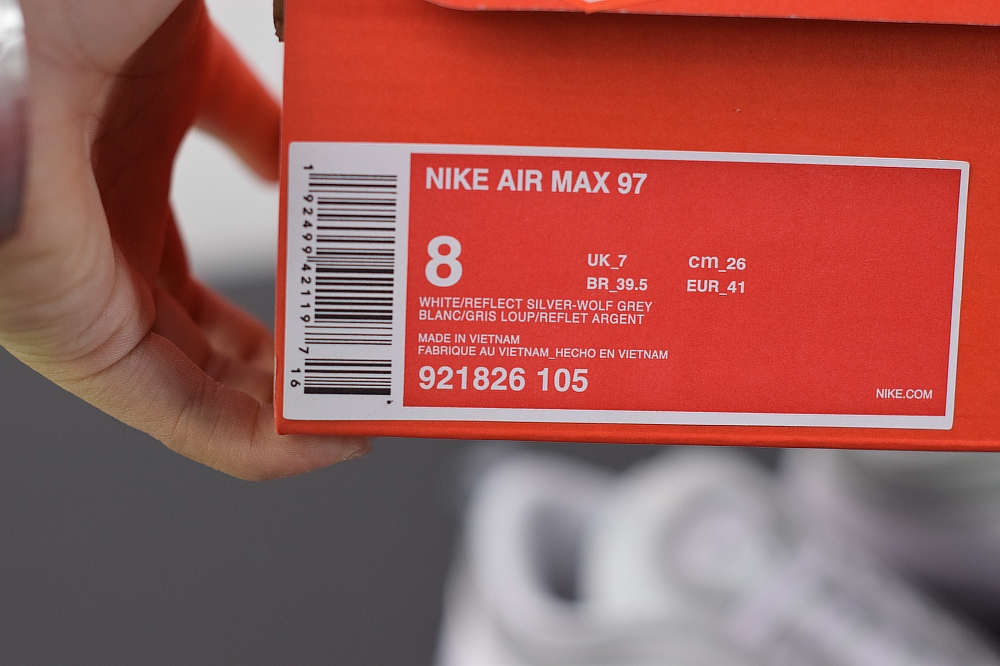 NIKE AIR MAX 97
8
UK_7 cm_26
BR_39.5 EUR_41
WHITE/REFLECT SILVER-WOLF GREY
BLANC/GRIS LOUP/REFLET ARGENT
MADE IN VIETNAM
FABRIQUE AU VIETNAM_HECHO EN VIETNAM
921826 105
NIKE.COM
1 92499 42119 7 16